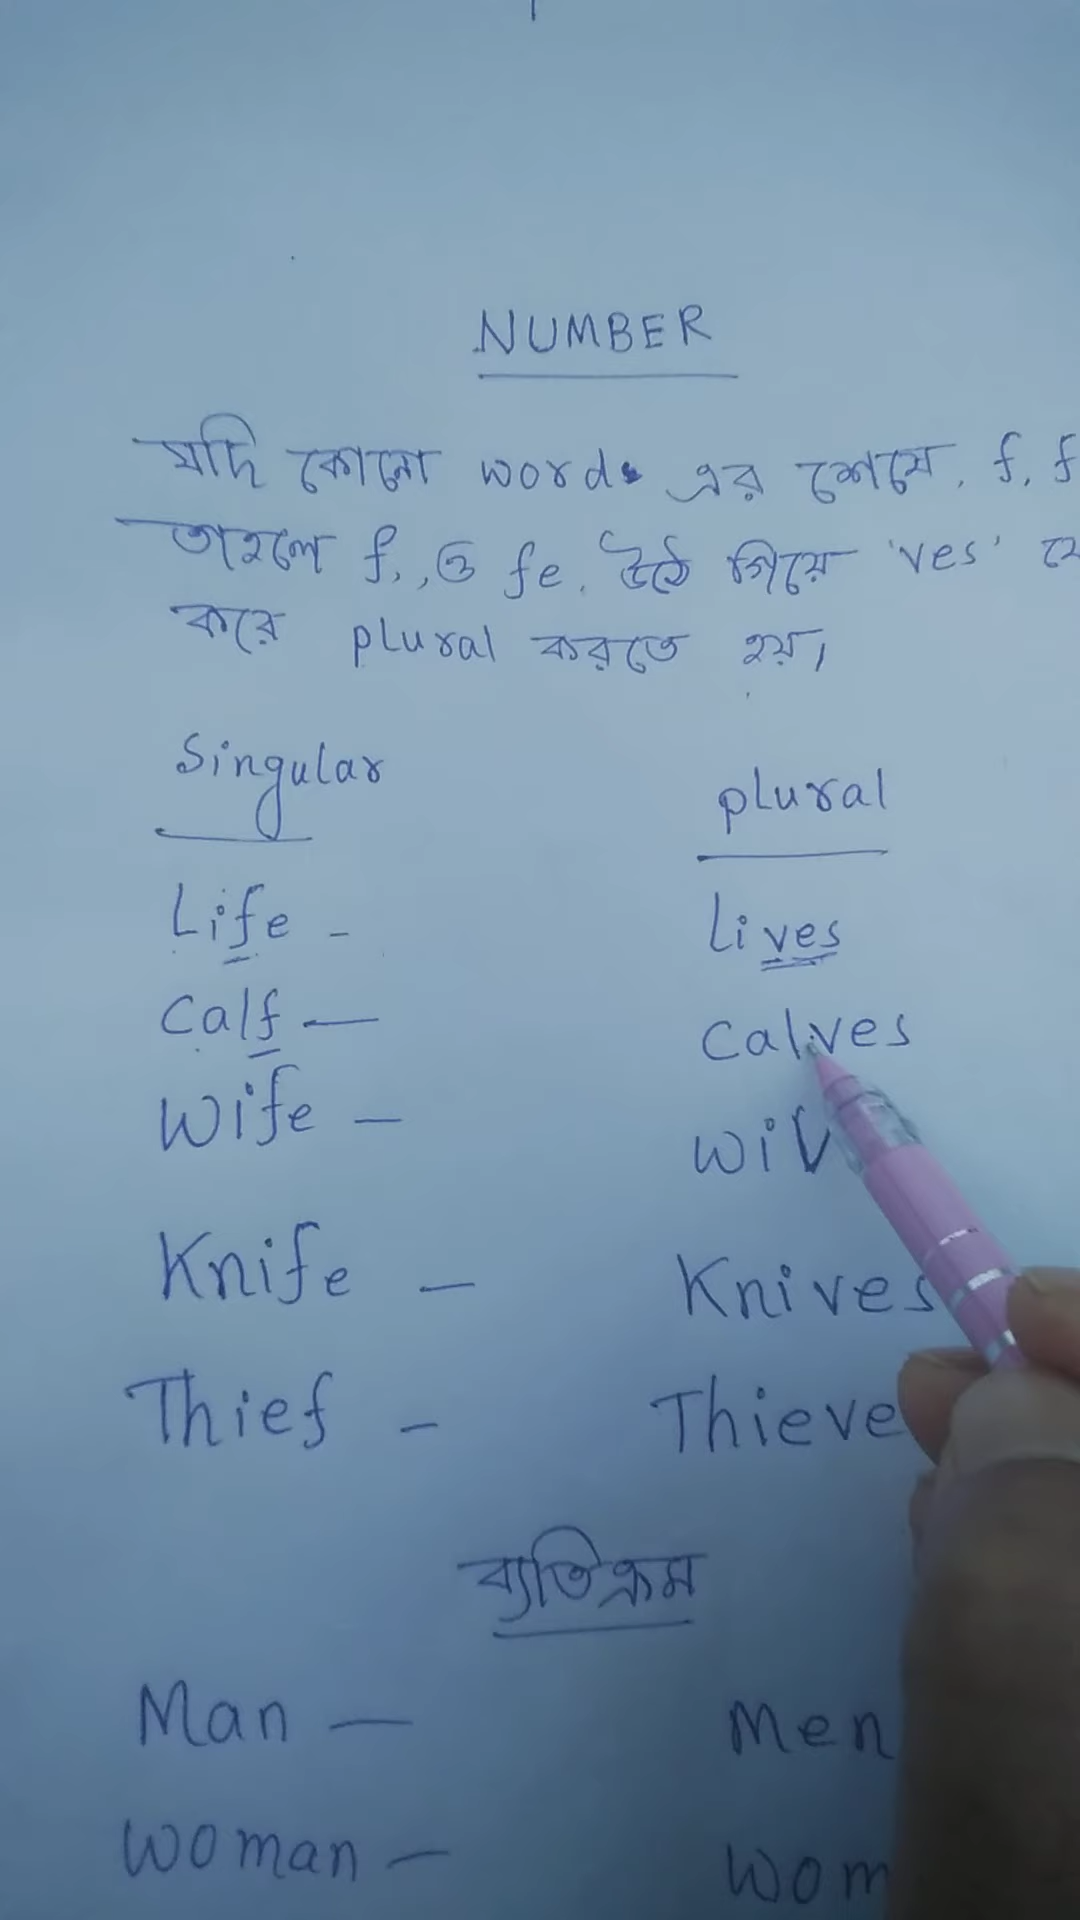 NUMBER
যদি কোনো word এর শেষে, f, f
তাহলে f, ও fe, উঠে গিয়ে 'ves'
করে plural করতে হয়।
Singular plural
Life - Lives
Calf — Calves
Wife — Wiv
Knife — Knives
Thief - Thieve
ব্যতিক্রম
Man — Men
Woman — Wom